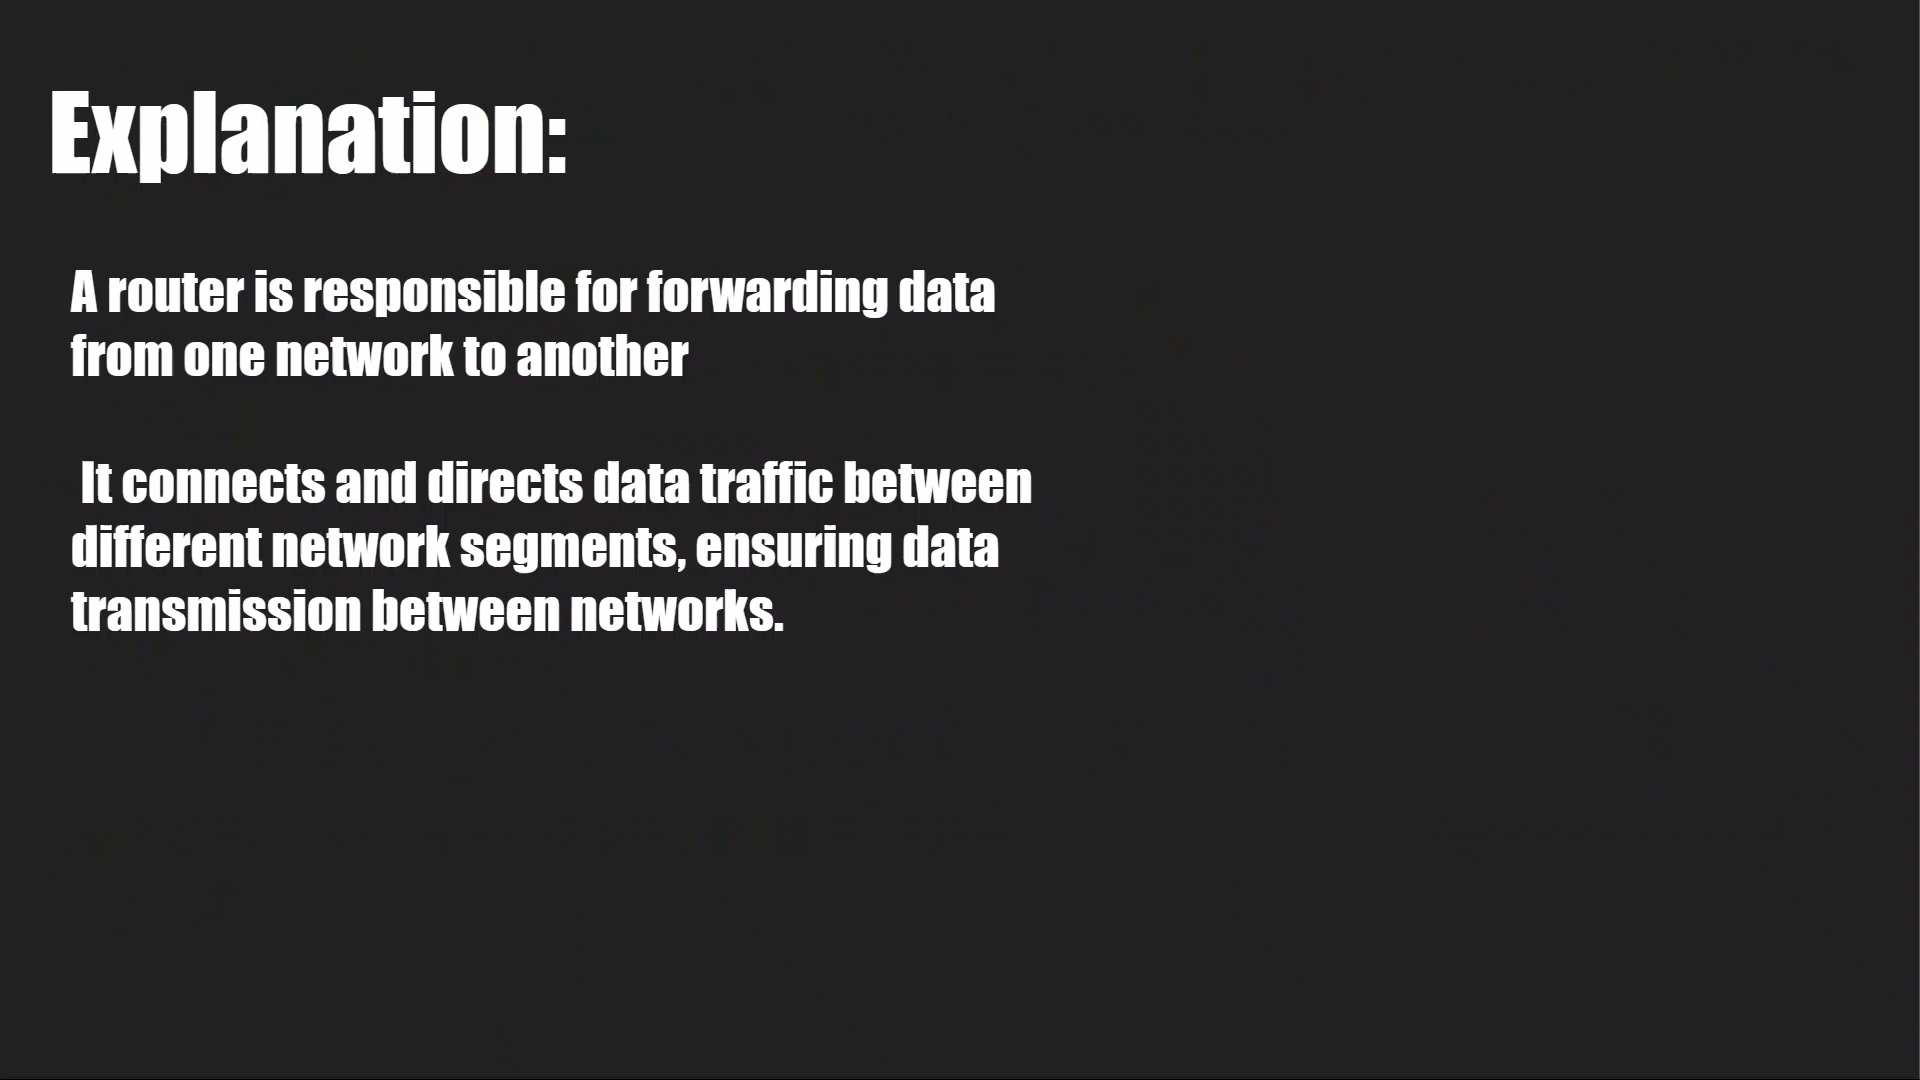 Explanation:
A router is responsible for forwarding data
from one network to another
It connects and directs data traffic between
different network segments, ensuring data
transmission between networks.